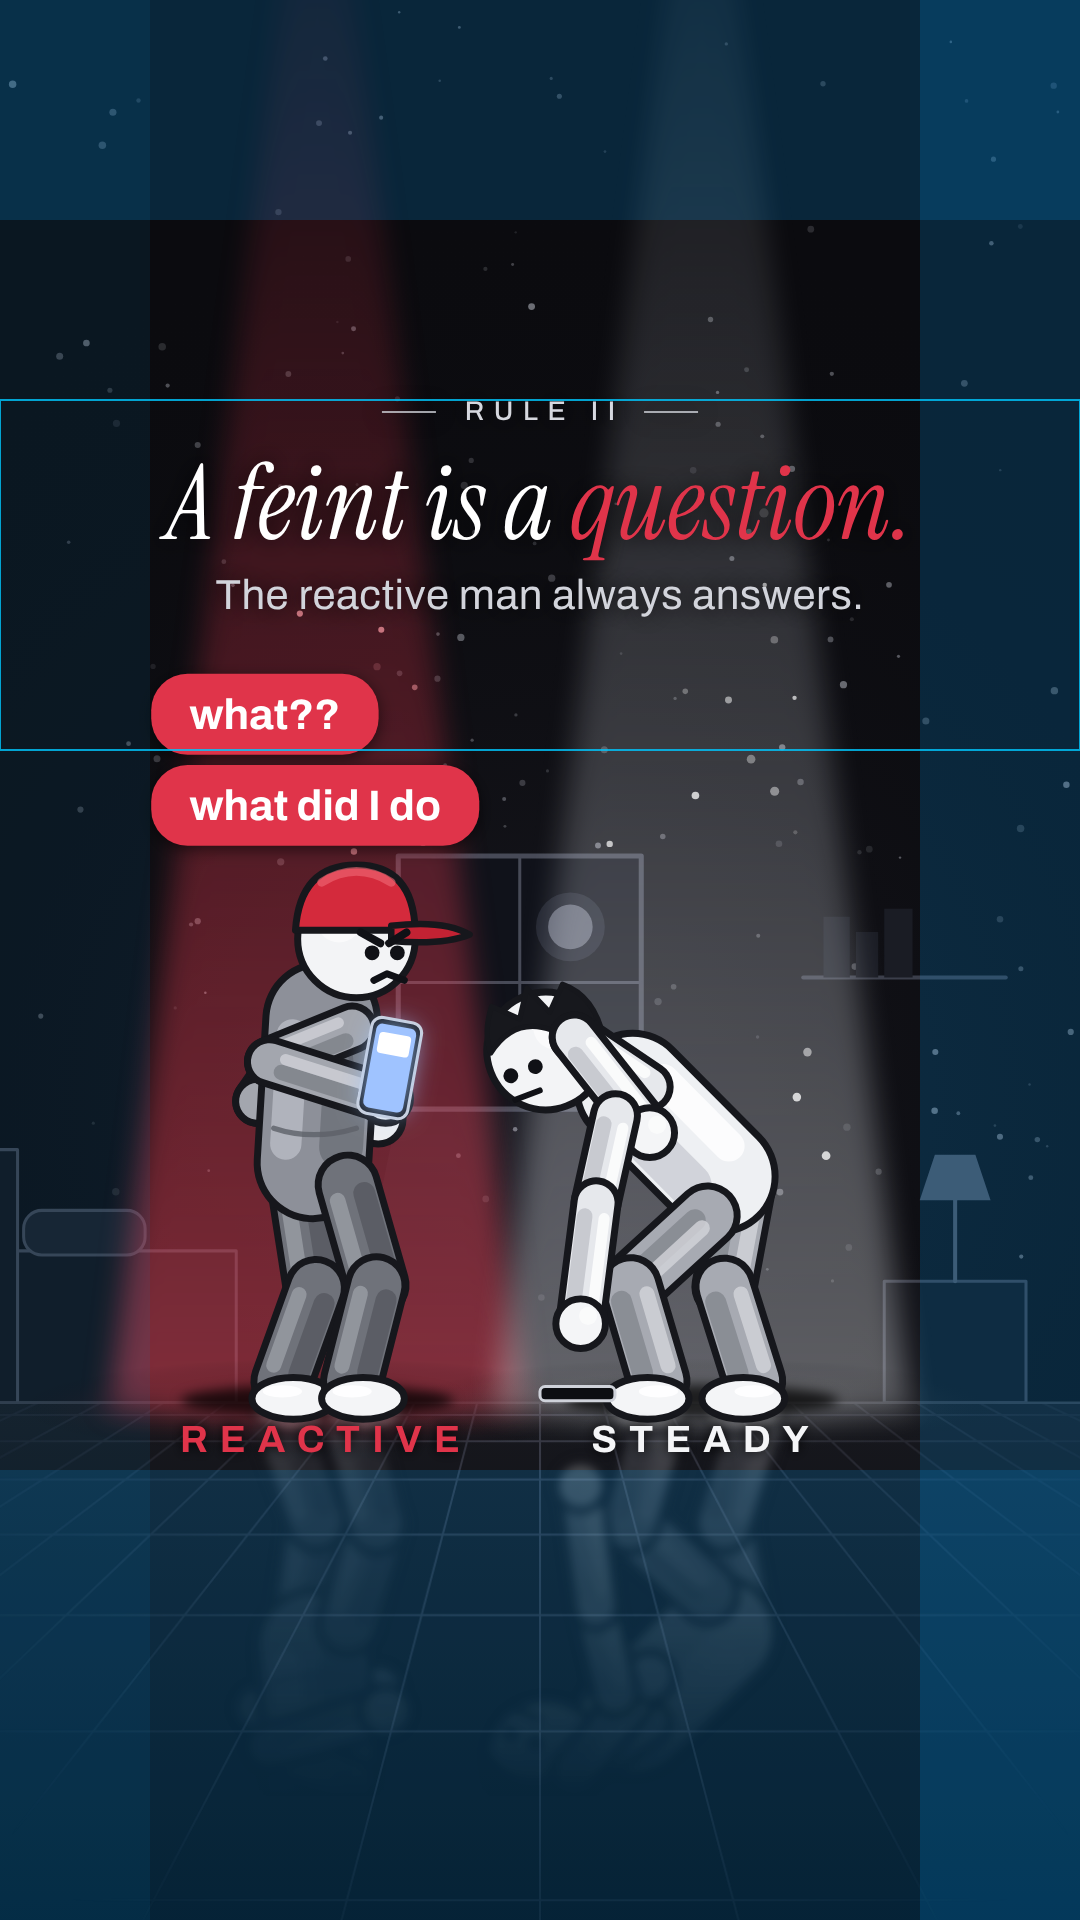 RULE II
A feint is a question.
The reactive man always answers.
what??
what did I do
REACTIVE
STEADY